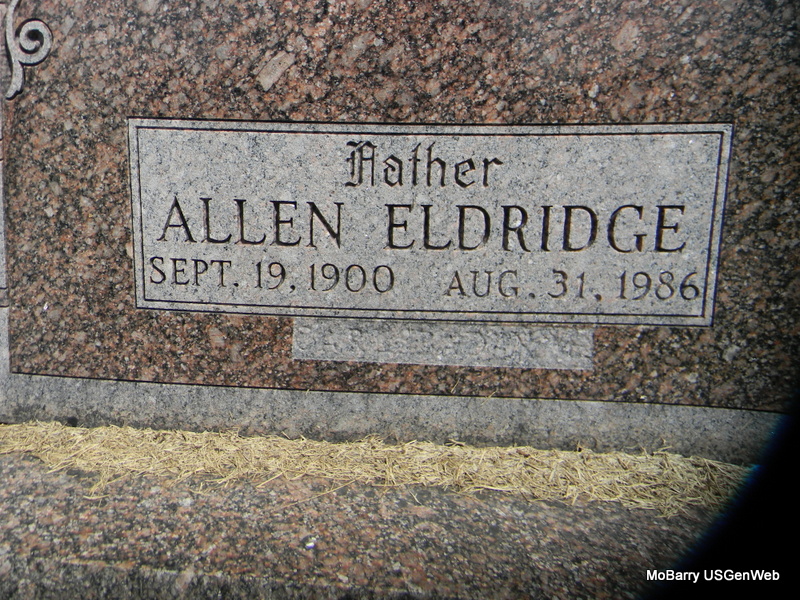 Father
ALLEN ELDRIDGE
SEPT. 19, 1900 AUG. 31, 1986
MoBarry USGenWeb